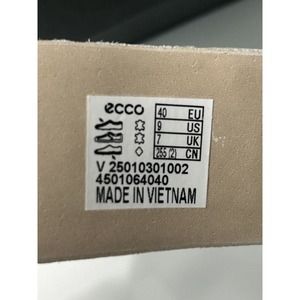 ecco
40 EU
9 US
7 UK
255 (2) CN
V 25010301002
4501064040
MADE IN VIETNAM